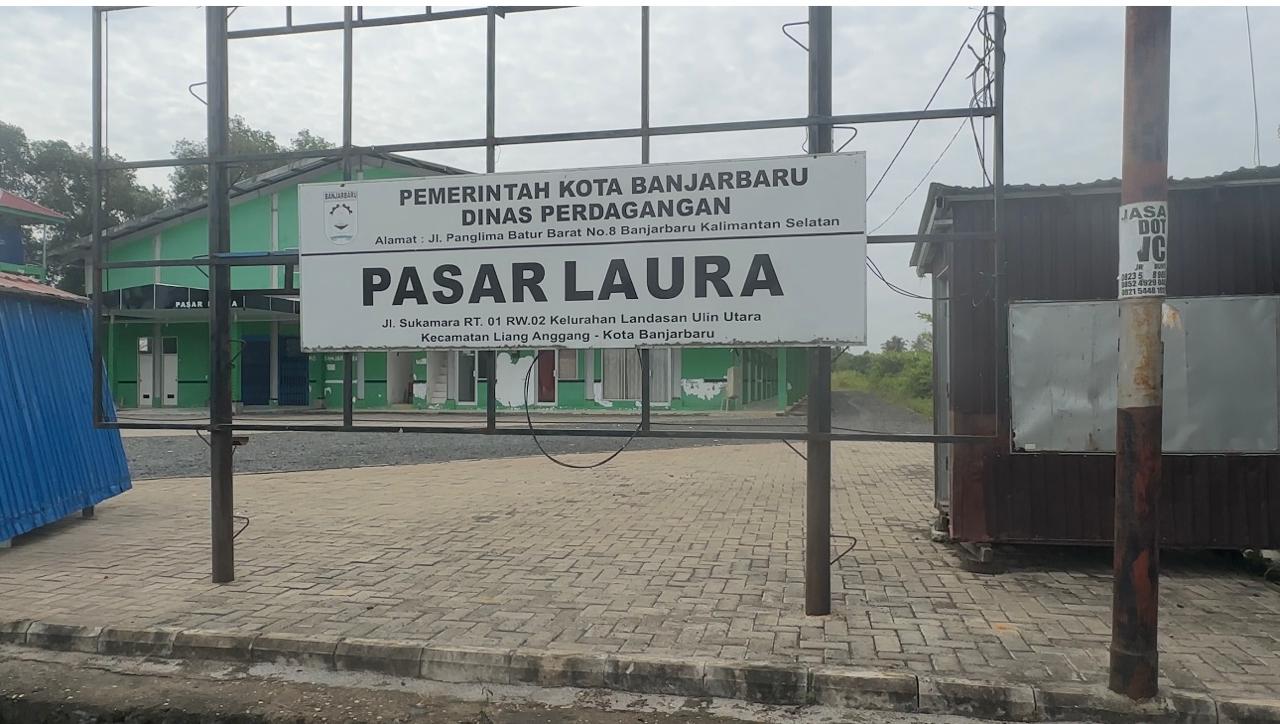 BANJARBARU
PEMERINTAH KOTA BANJARBARU
DINAS PERDAGANGAN
Alamat : Jl. Panglima Batur Barat No.8 Banjarbaru Kalimantan Selatan
PASAR LAURA
Jl. Sukamara RT. 01 RW.02 Kelurahan Landasan Ulin Utara
Kecamatan Liang Anggang - Kota Banjarbaru
PASAR
JASA
DOT